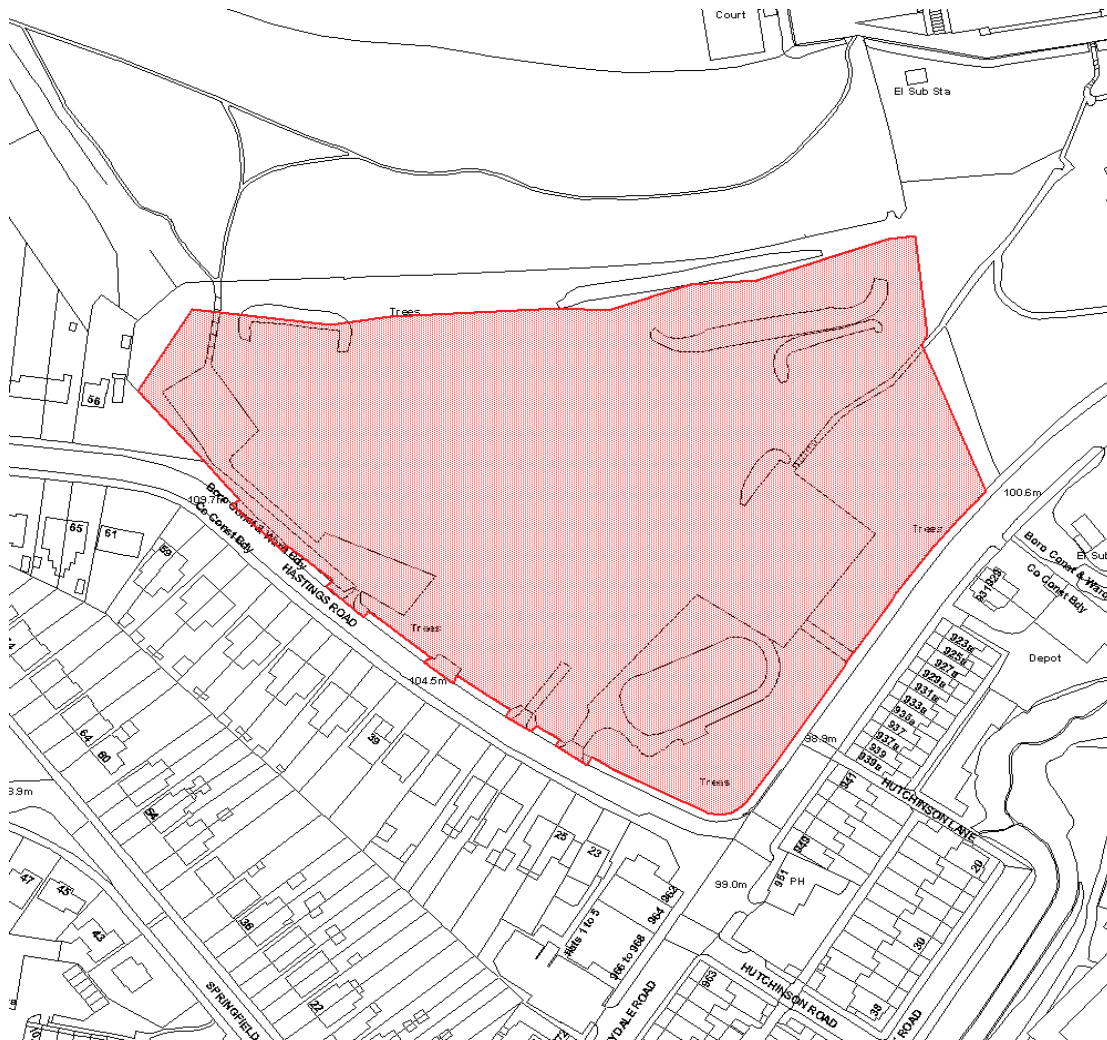 Court
El Sub Sta
Trees
56
109.7m
Boro Const & Ward Bdy
Co Const Bdy
HASTINGS ROAD
65
61
59
100.6m
Trees
El Sub
Boro Const & Ward
Co Const Bdy
Trees
104.5m
923a
925a
927a
929a
931a
933a
937
937a
939
939a
Depot
64
60
39
98.9m
Trees
941
HUTCHINSON LANE
54
25
23
949
951
PH
20
99.0m
47
45
43
36
22
Flats 1 to 5
962
964
966 to 968
30
38
963
HUTCHINSON ROAD
SPRINGFIELD
YDALE ROAD
ROAD